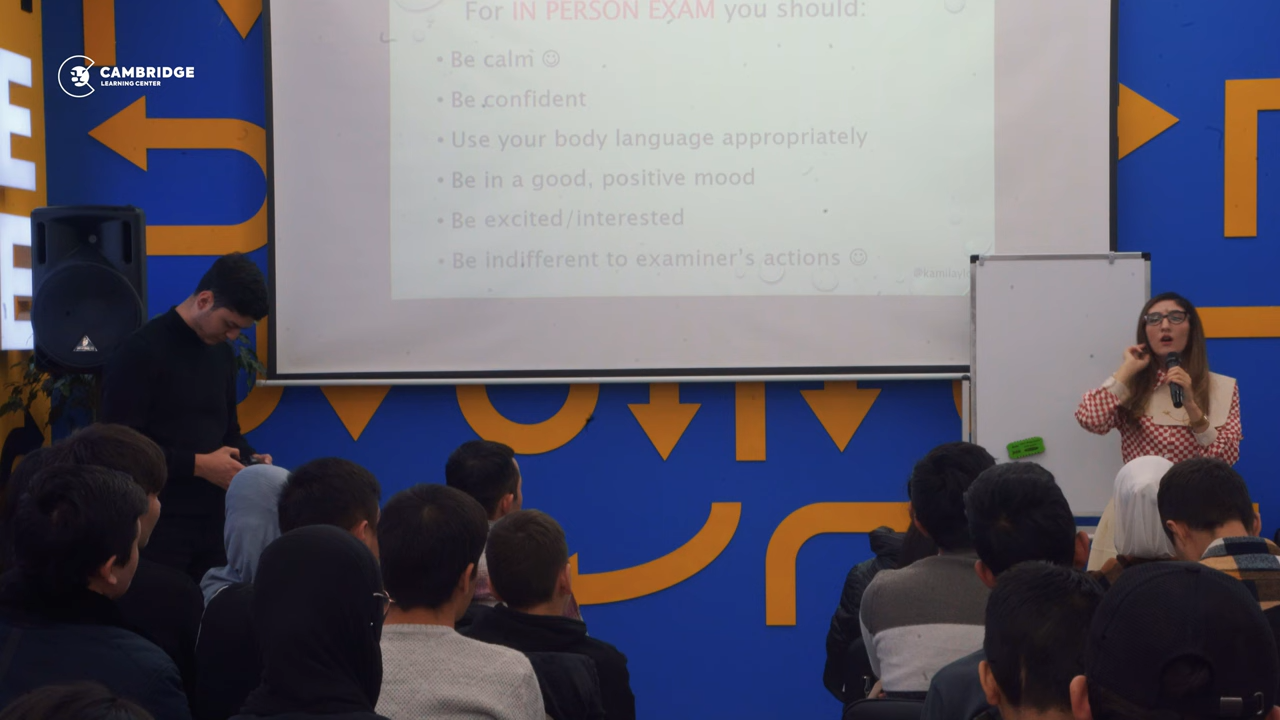 CAMBRIDGE
LEARNING CENTER
For IN PERSON EXAM you should:
• Be calm ☺
• Be confident
• Use your body language appropriately
• Be in a good, positive mood
• Be excited/interested
• Be indifferent to examiner's actions ☺
E
E